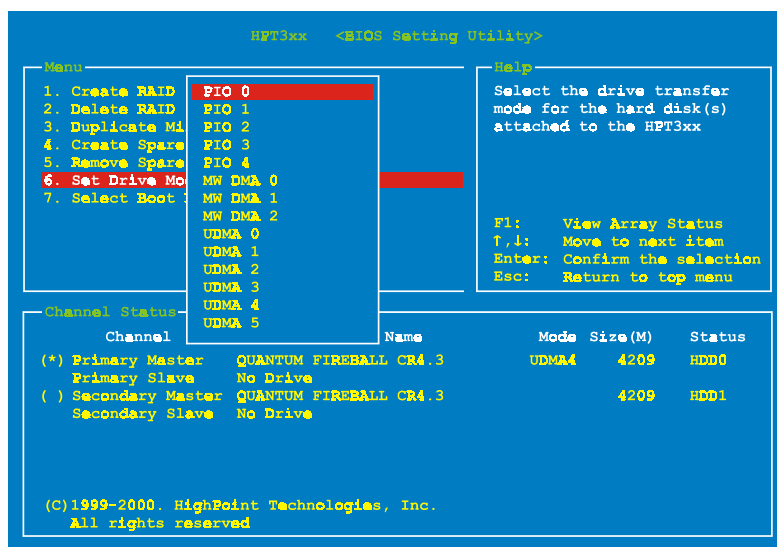 HPT3xx <BIOS Setting Utility>
Menu
1. Create RAID
2. Delete RAID
3. Duplicate Mi
4. Create Spare
5. Remove Spare
6. Set Drive Mo
7. Select Boot
PIO 0
PIO 1
PIO 2
PIO 3
PIO 4
MW DMA 0
MW DMA 1
MW DMA 2
UDMA 0
UDMA 1
UDMA 2
UDMA 3
UDMA 4
UDMA 5
Help
Select the drive transfer
mode for the hard disk(s)
attached to the HPT3xx
F1: View Array Status
↑,↓: Move to next item
Enter: Confirm the selection
Esc: Return to top menu
Channel Status
Channel Name Mode Size(M) Status
(*) Primary Master QUANTUM FIREBALL CR4.3 UDMA4 4209 HDD0
Primary Slave No Drive
( ) Secondary Master QUANTUM FIREBALL CR4.3 4209 HDD1
Secondary Slave No Drive
(C)1999-2000. HighPoint Technologies, Inc.
All rights reserved